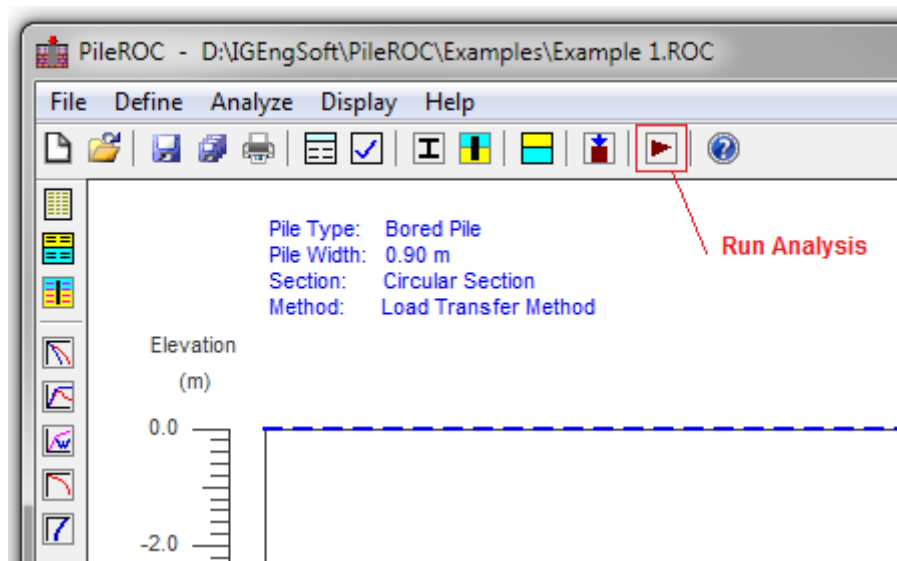 PileROC - D:\IGEngSoft\PileROC\Examples\Example 1.ROC
File Define Analyze Display Help
Pile Type: Bored Pile
Pile Width: 0.90 m
Section: Circular Section
Method: Load Transfer Method
Run Analysis
Elevation
(m)
0.0
-2.0